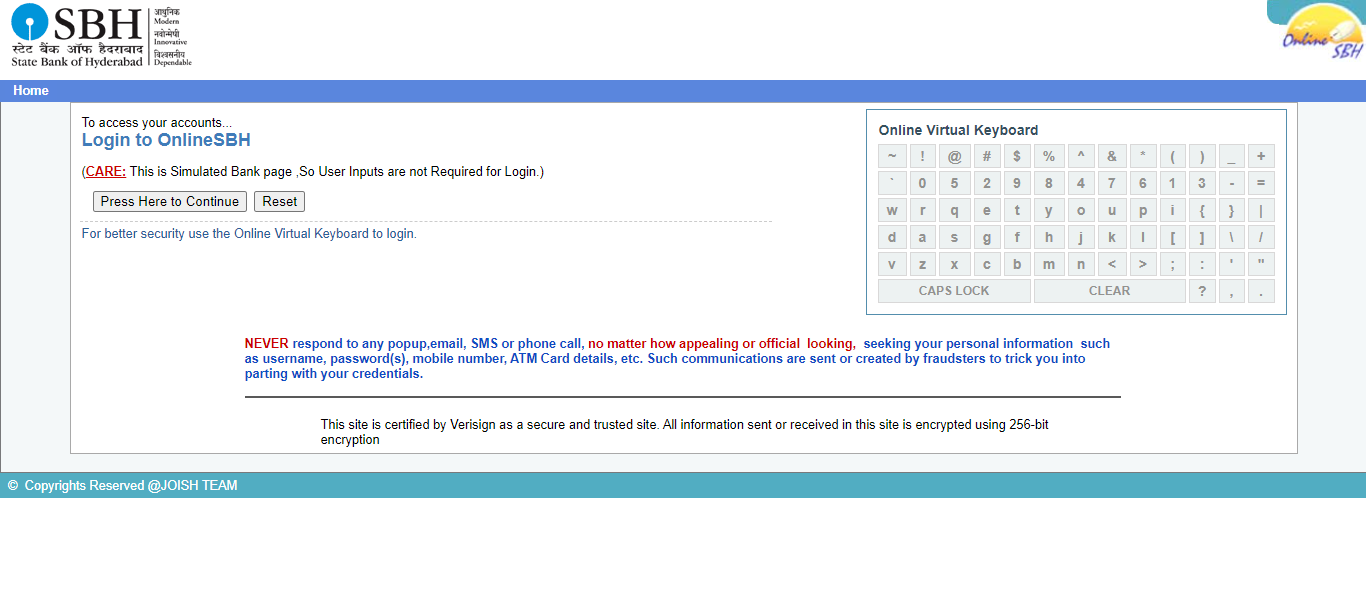 SBH
स्टेट बैंक ऑफ हैदराबाद
State Bank of Hyderabad
आधुनिक
Modern
नवोन्मेषी
Innovative
विश्वसनीय
Dependable
Online
SBH
Home
To access your accounts...
Login to OnlineSBH
(CARE: This is Simulated Bank page ,So User Inputs are not Required for Login.)
Press Here to Continue Reset
For better security use the Online Virtual Keyboard to login.
Online Virtual Keyboard
~ ! @ # $ % ^ & * ( ) _ +
` 0 5 2 9 8 4 7 6 1 3 - =
w r q e t y o u p i { } |
d a s g f h j k l [ ] \ /
v z x c b m n < > ; : ' "
CAPS LOCK CLEAR ? , .
NEVER respond to any popup,email, SMS or phone call, no matter how appealing or official looking, seeking your personal information such
as username, password(s), mobile number, ATM Card details, etc. Such communications are sent or created by fraudsters to trick you into
parting with your credentials.
This site is certified by Verisign as a secure and trusted site. All information sent or received in this site is encrypted using 256-bit
encryption
© Copyrights Reserved @JOISH TEAM